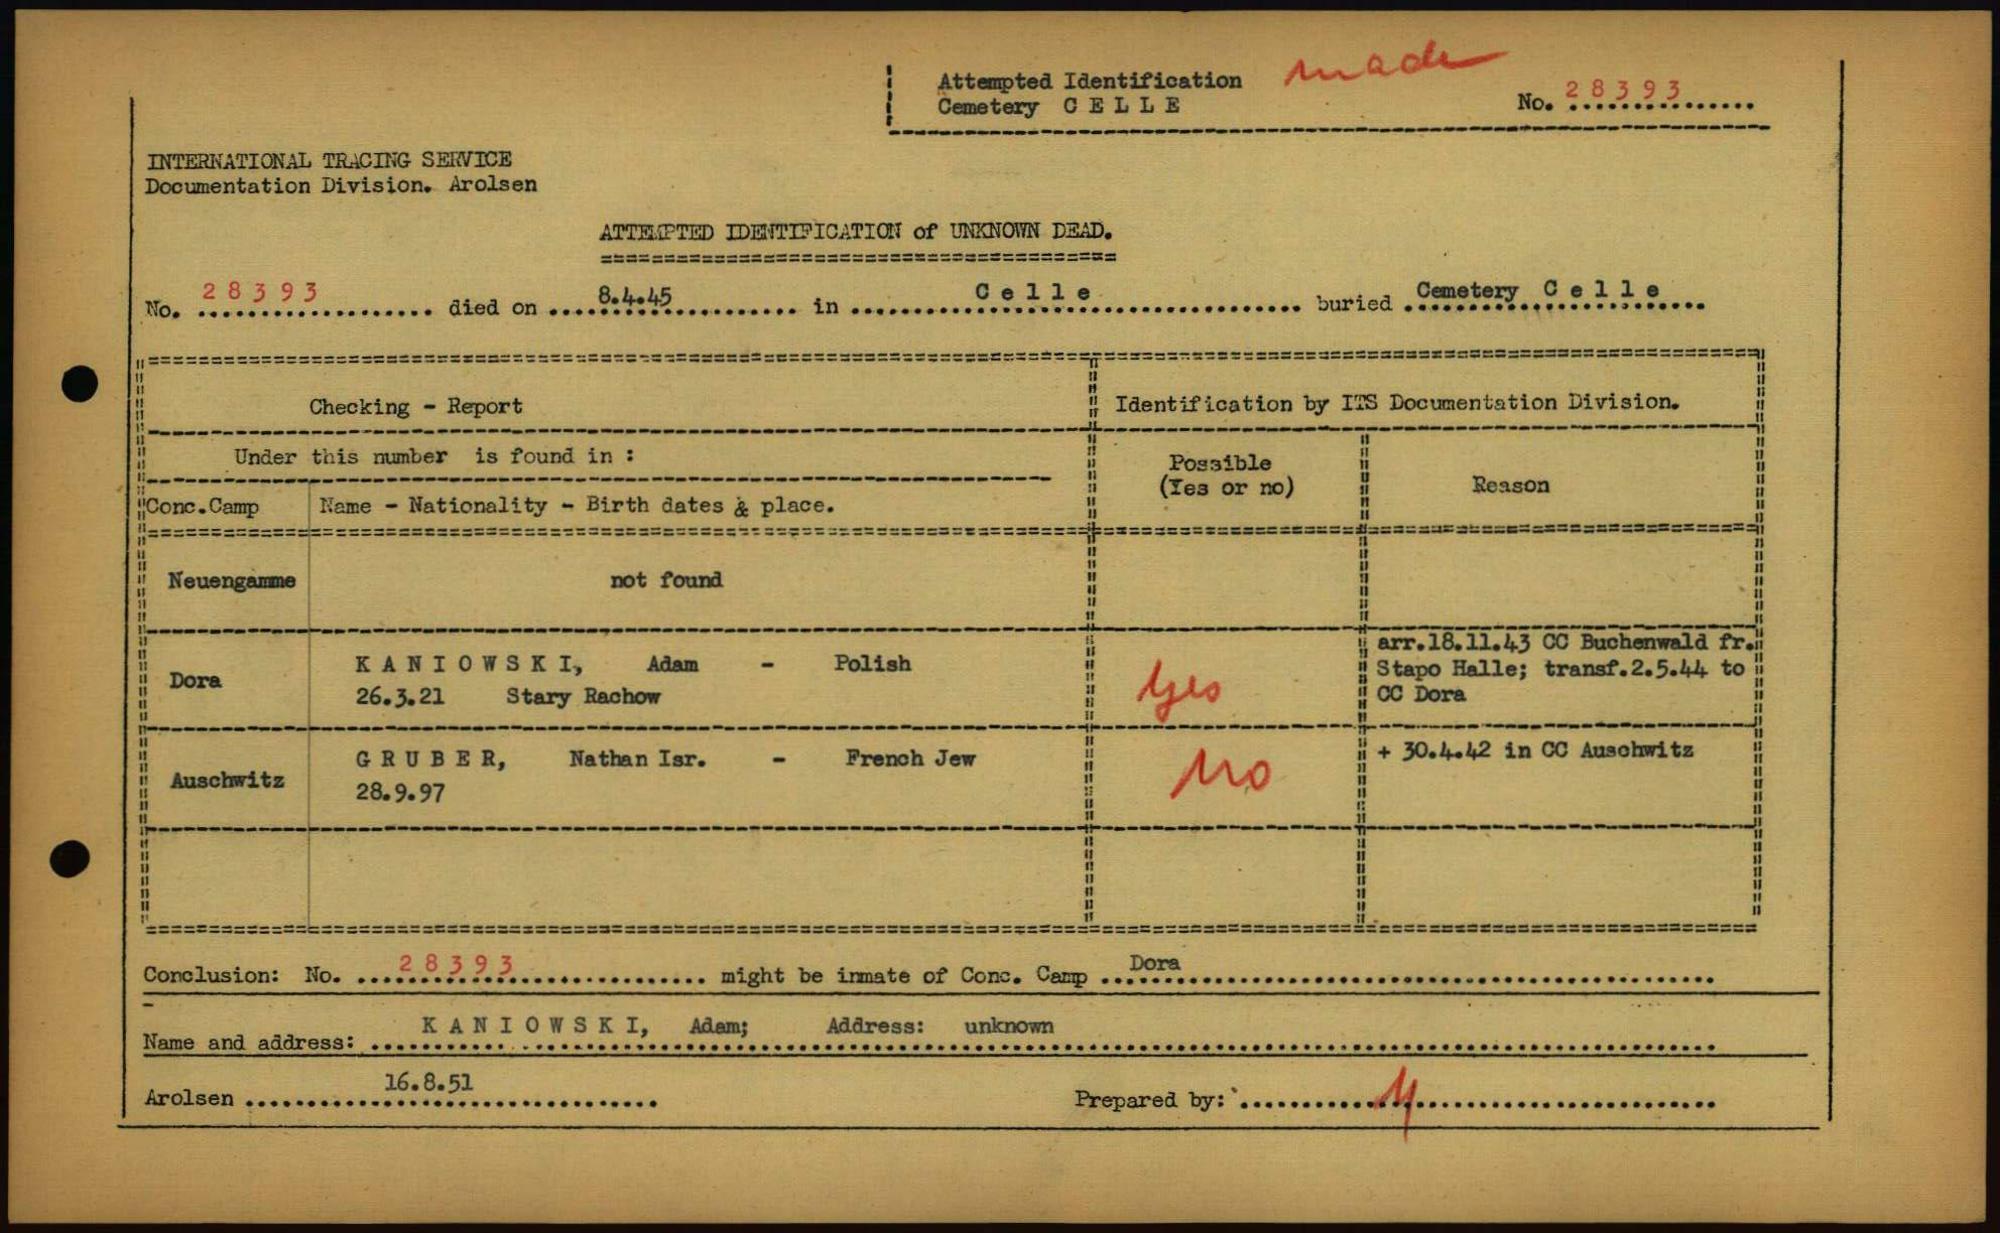 Attempted Identification made
Cemetery C E L L E
No. 28393
INTERNATIONAL TRACING SERVICE
Documentation Division. Arolsen
ATTEMPTED IDENTIFICATION of UNKNOWN DEAD.
No. 28393 died on 8.4.45 in C e l l e buried Cemetery C e l l e
Checking - Report
Identification by ITS Documentation Division.
Under this number is found in :
Possible
(Yes or no)
Reason
Conc.Camp Name - Nationality - Birth dates & place.
Neuengamme not found
Dora
K A N I O W S K I, Adam - Polish
26.3.21 Stary Rachow
Yes
arr.18.11.43 CC Buchenwald fr.
Stapo Halle; transf.2.5.44 to
CC Dora
Auschwitz
G R U B E R, Nathan Isr. - French Jew
28.9.97
No
+ 30.4.42 in CC Auschwitz
Conclusion: No. 28393 might be inmate of Conc. Camp Dora
Name and address: K A N I O W S K I, Adam; Address: unknown
Arolsen 16.8.51
Prepared by: